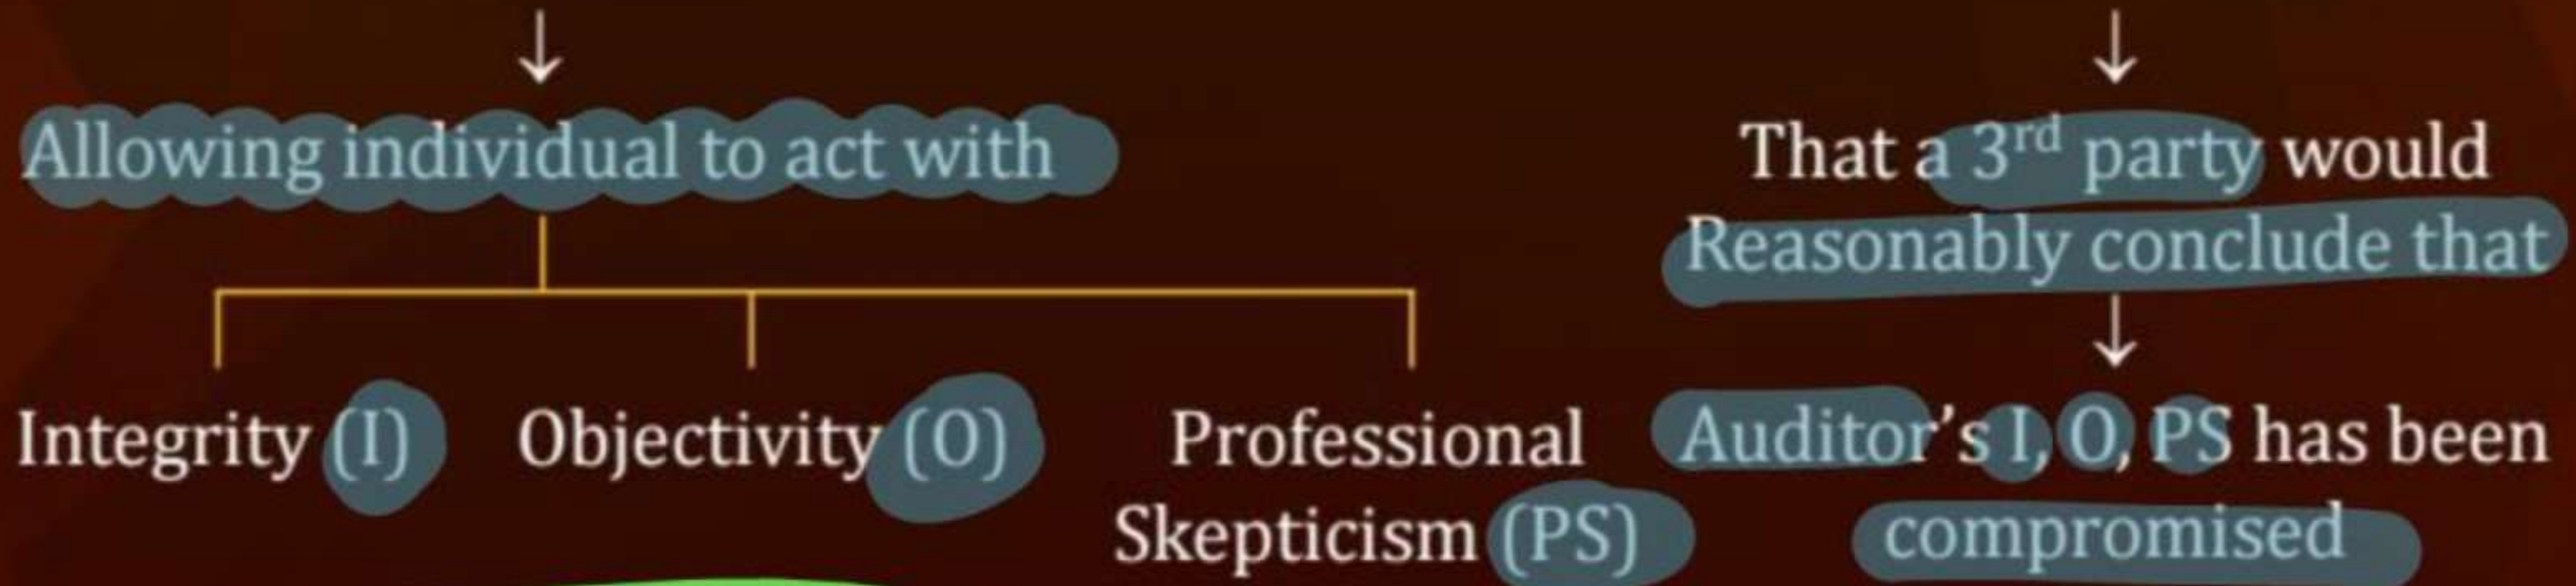 Allowing individual to act with
Integrity (I)
Objectivity (O)
Professional
Skepticism (PS)
That a 3rd party would
Reasonably conclude that
Auditor’s I, O, PS has been
compromised